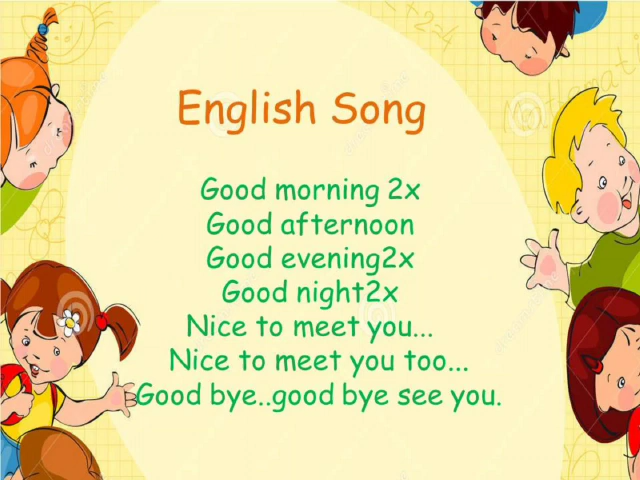 English Song
Good morning 2x
Good afternoon
Good evening2x
Good night2x
Nice to meet you...
Nice to meet you too...
Good bye..good bye see you.